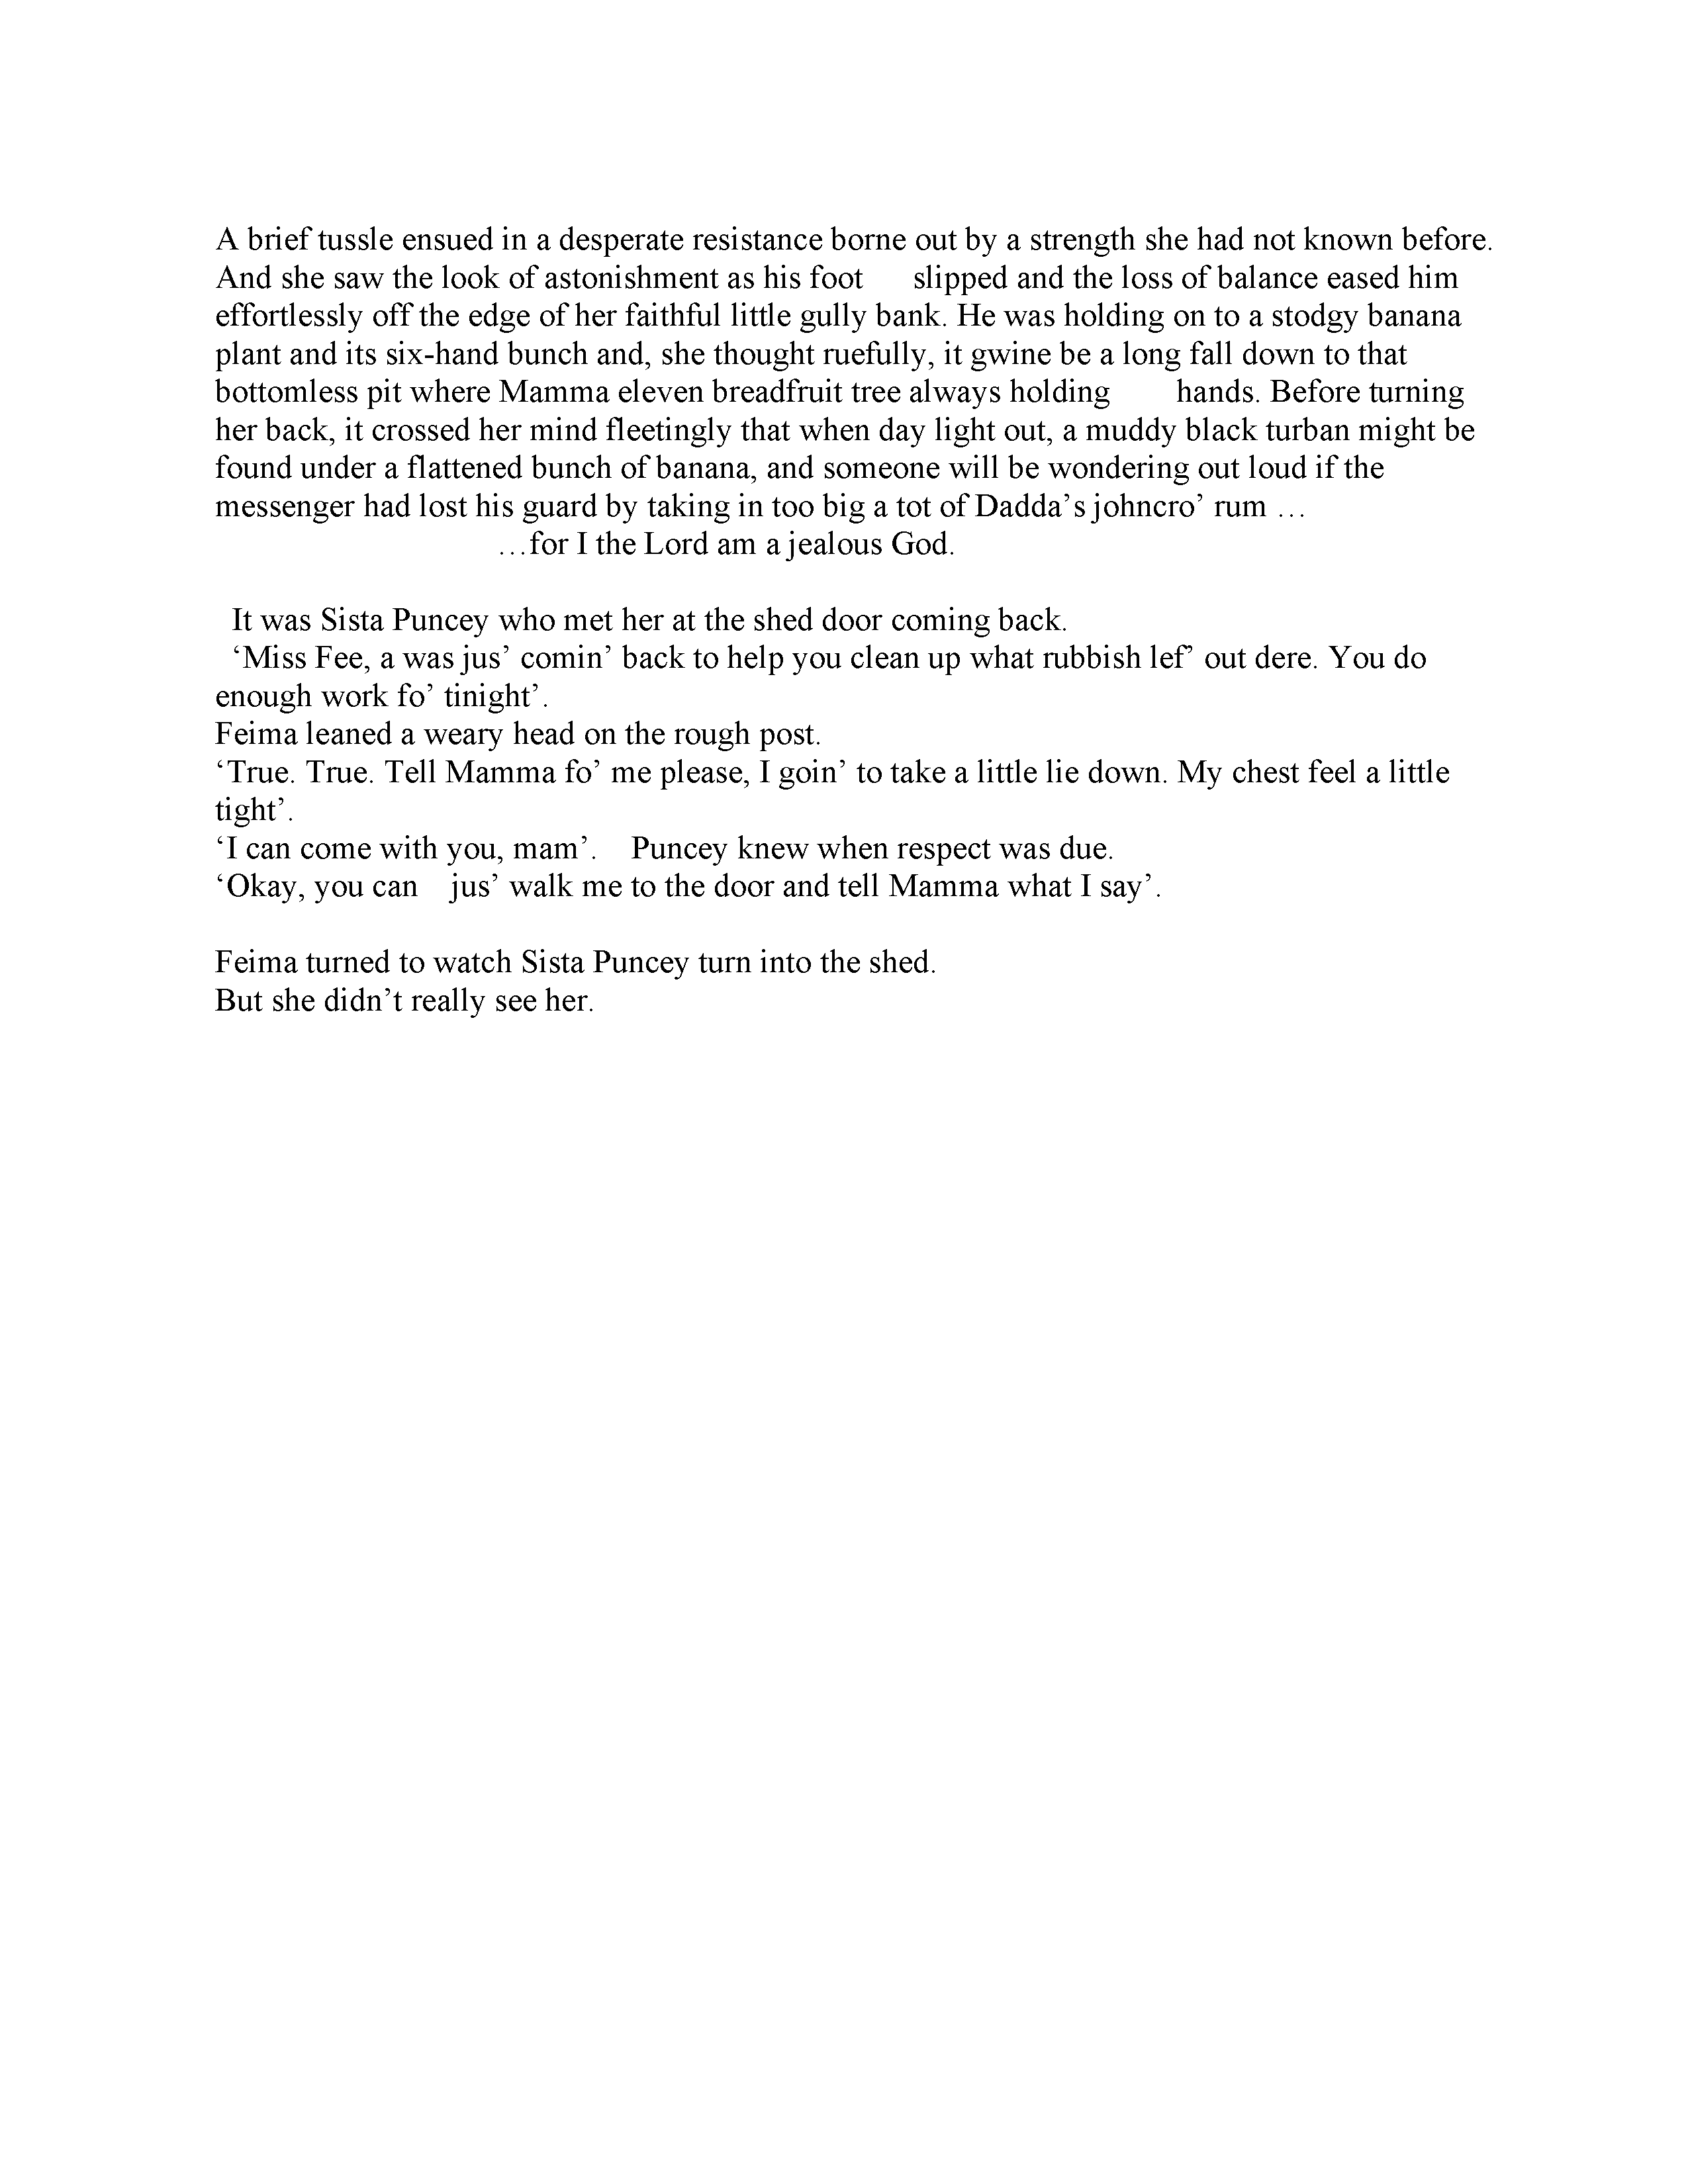 A brief tussle ensued in a desperate resistance borne out by a strength she had not known before.
And she saw the look of astonishment as his foot slipped and the loss of balance eased him
effortlessly off the edge of her faithful little gully bank. He was holding on to a stodgy banana
plant and its six-hand bunch and, she thought ruefully, it gwine be a long fall down to that
bottomless pit where Mamma eleven breadfruit tree always holding hands. Before turning
her back, it crossed her mind fleetingly that when day light out, a muddy black turban might be
found under a flattened bunch of banana, and someone will be wondering out loud if the
messenger had lost his guard by taking in too big a tot of Dadda’s johncro’ rum …
…for I the Lord am a jealous God.
It was Sista Puncey who met her at the shed door coming back.
‘Miss Fee, a was jus’ comin’ back to help you clean up what rubbish lef’ out dere. You do
enough work fo’ tinight’.
Feima leaned a weary head on the rough post.
‘True. True. Tell Mamma fo’ me please, I goin’ to take a little lie down. My chest feel a little
tight’.
‘I can come with you, mam’. Puncey knew when respect was due.
‘Okay, you can jus’ walk me to the door and tell Mamma what I say’.
Feima turned to watch Sista Puncey turn into the shed.
But she didn’t really see her.